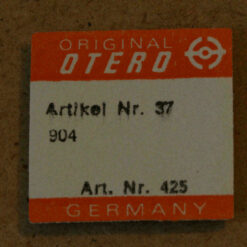 ORIGINAL
OTERO
Artikel Nr. 37
904
Art. Nr. 425
GERMANY